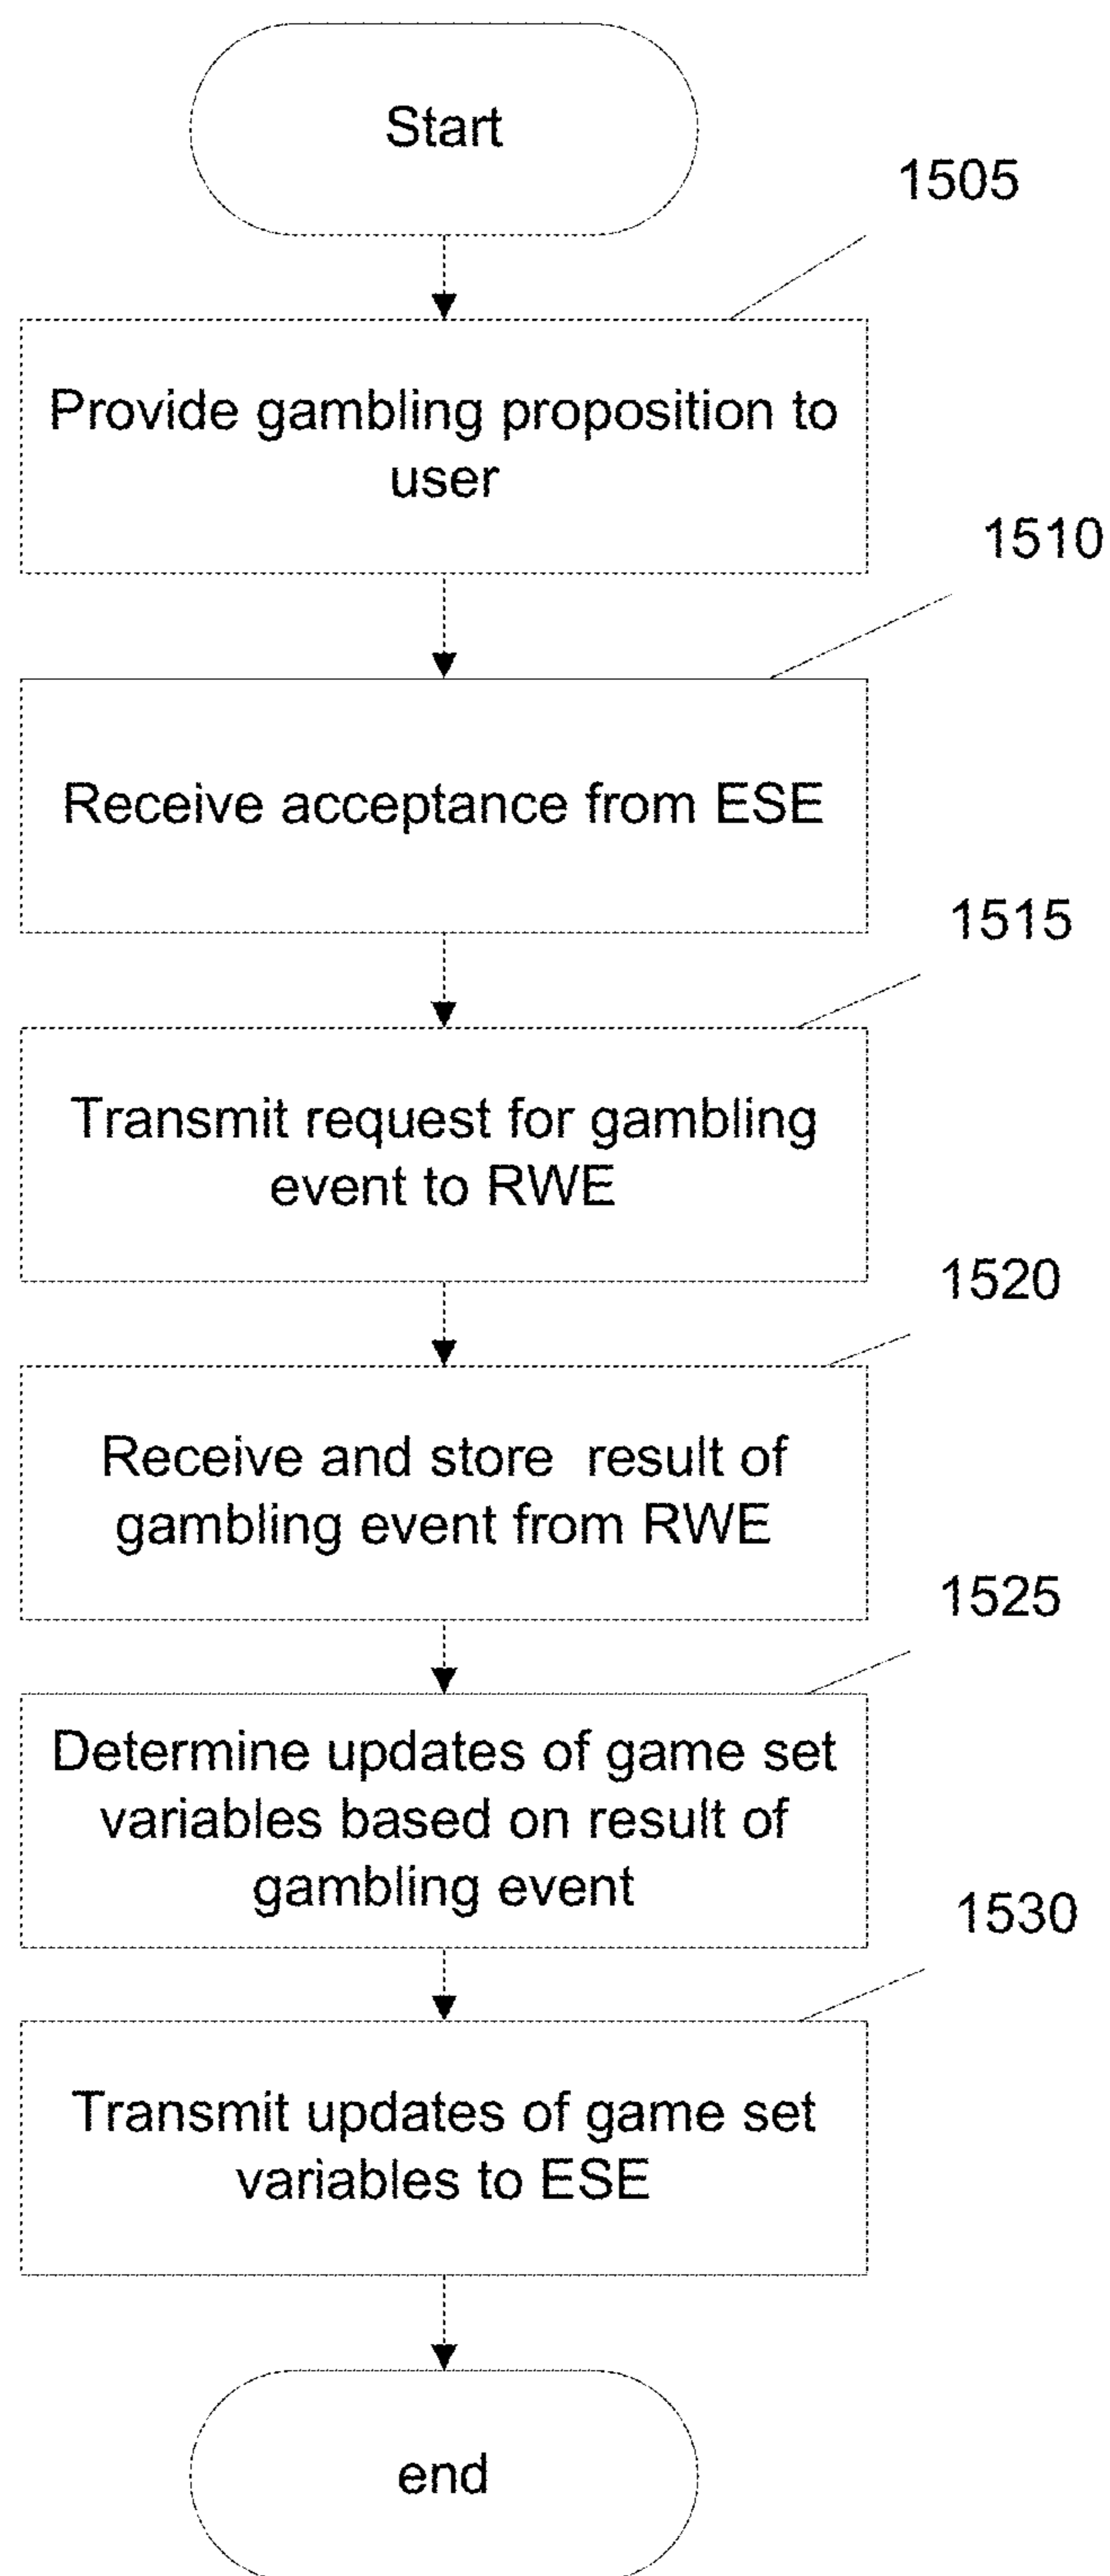 Start
1505
Provide gambling proposition to
user
1510
Receive acceptance from ESE
1515
Transmit request for gambling
event to RWE
1520
Receive and store result of
gambling event from RWE
1525
Determine updates of game set
variables based on result of
gambling event
1530
Transmit updates of game set
variables to ESE
end